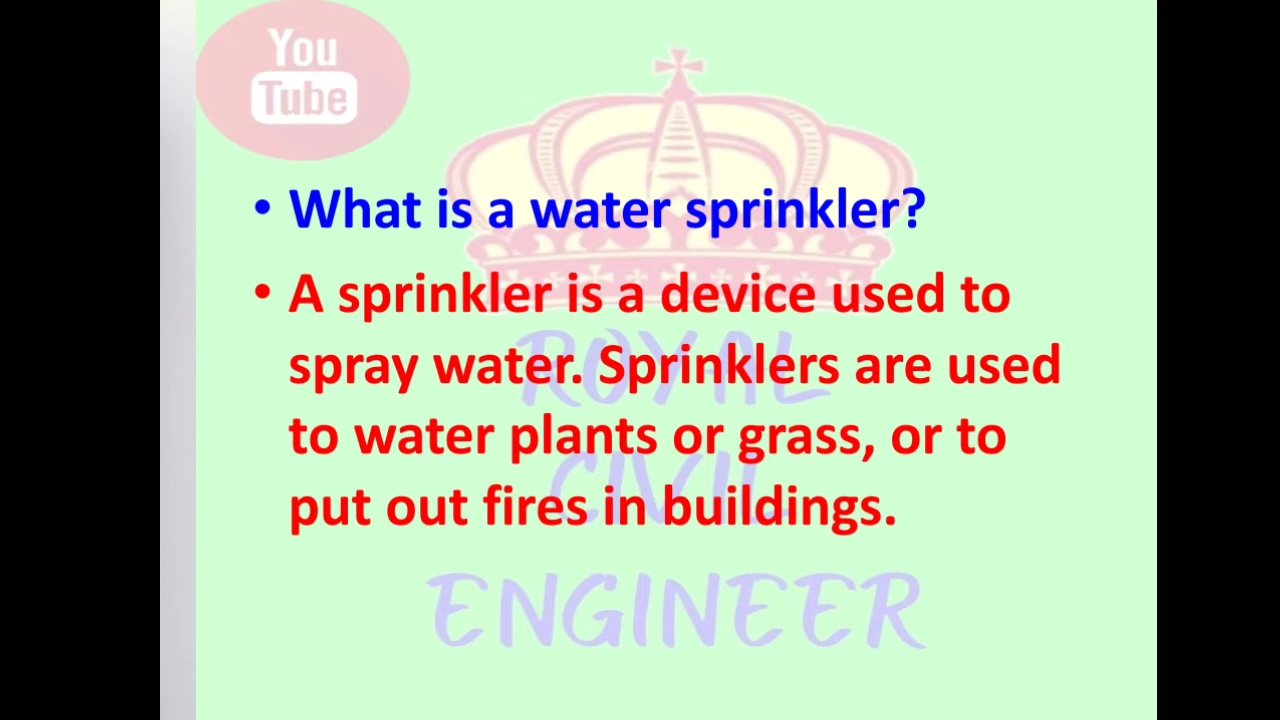 You
Tube
• What is a water sprinkler?
• A sprinkler is a device used to
spray water. Sprinklers are used
to water plants or grass, or to
put out fires in buildings.
ROYAL
CIVIL
ENGINEER